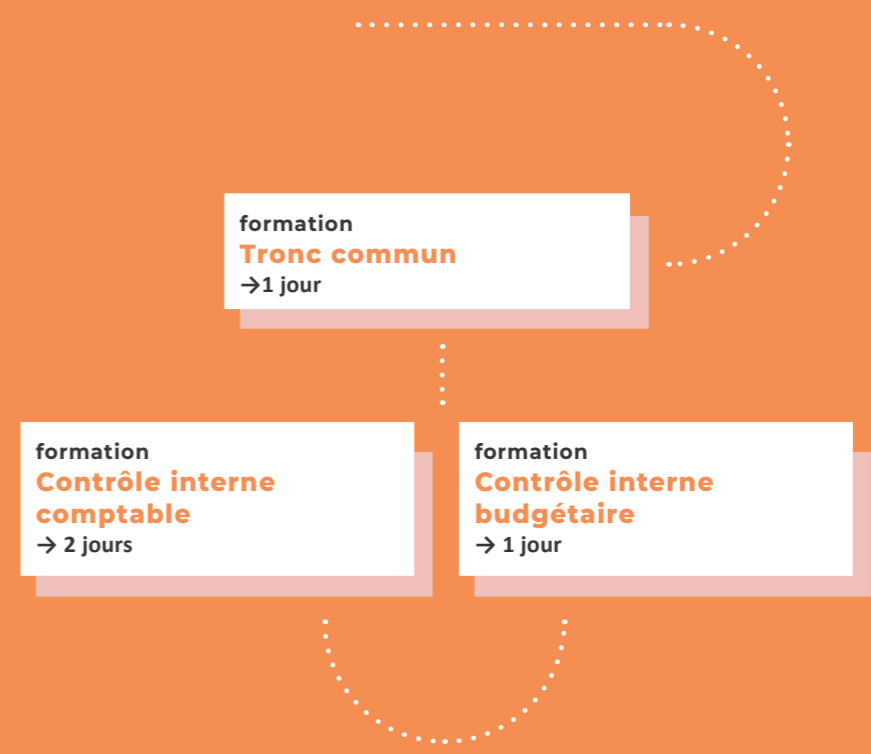 formation
Tronc commun
→1 jour
formation
Contrôle interne
comptable
→ 2 jours
formation
Contrôle interne
budgétaire
→ 1 jour